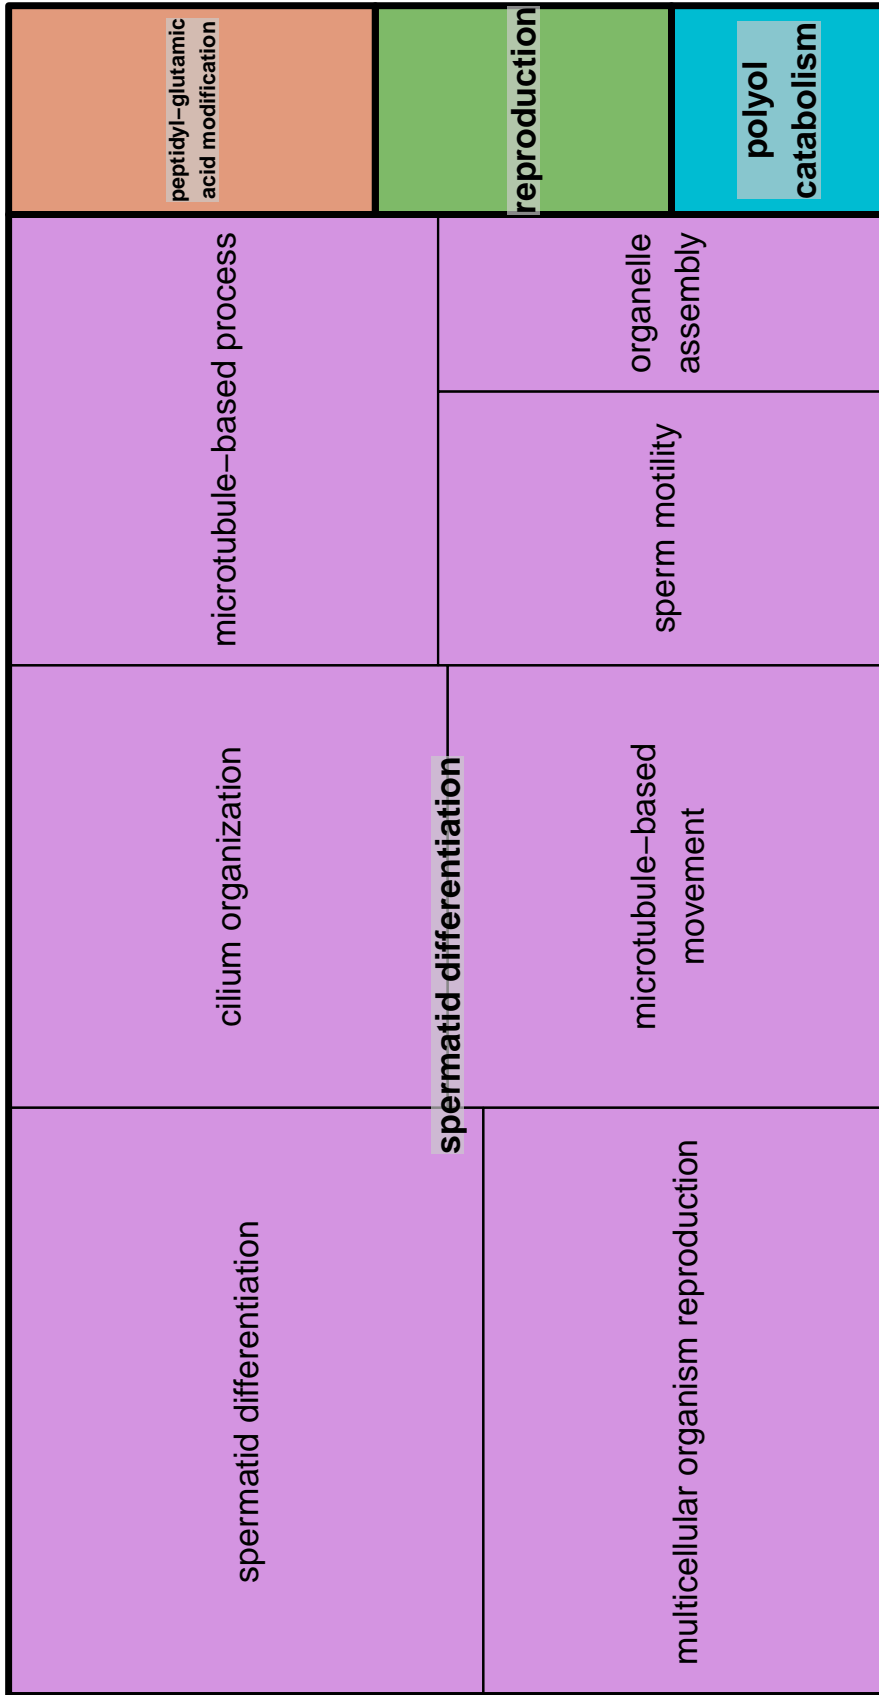 spermatid differentiation
cilium organization
microtubule−based process
peptidyl−glutamic
acid modification
spermatid differentiation
multicellular organism reproduction
microtubule−based
movement
sperm motility
organelle
assembly
reproduction
polyol
catabolism